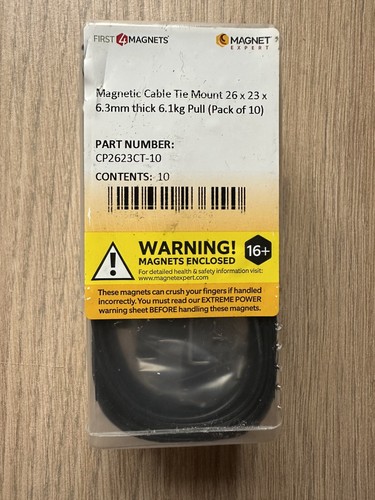 FIRST4MAGNETS®
MAGNET
EXPERT®
Magnetic Cable Tie Mount 26 x 23 x
6.3mm thick 6.1kg Pull (Pack of 10)
PART NUMBER:
CP2623CT-10
CONTENTS: 10
WARNING!
MAGNETS ENCLOSED
16+
For detailed health & safety information visit:
www.magnetexpert.com
These magnets can crush your fingers if handled
incorrectly. You must read our EXTREME POWER
warning sheet BEFORE handling these magnets.